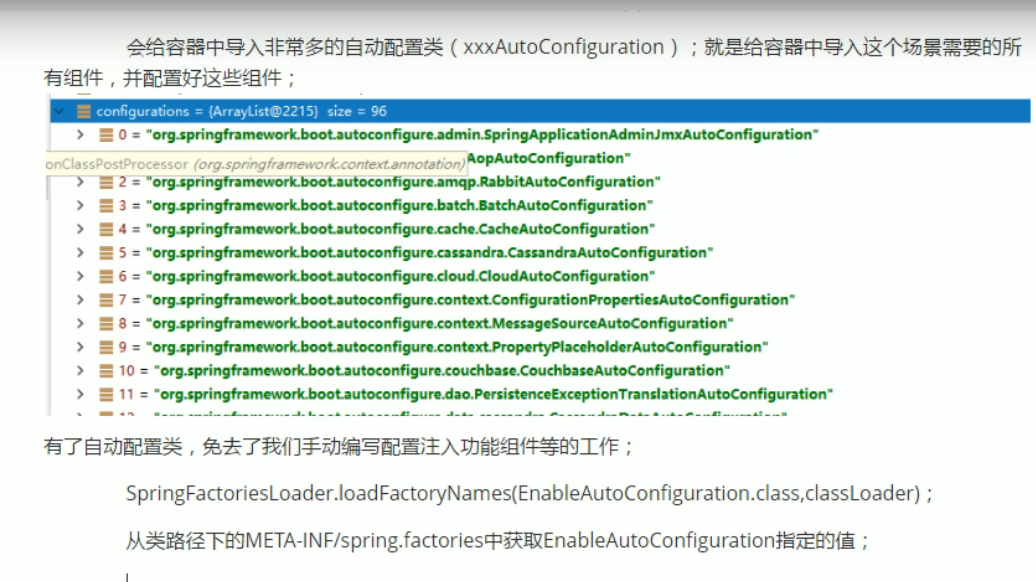 会给容器中导入非常多的自动配置类（xxxAutoConfiguration）；就是给容器中导入这个场景需要的所
有组件，并配置好这些组件；
configurations = {ArrayList@2215} size = 96
0 = "org.springframework.boot.autoconfigure.admin.SpringApplicationAdminJmxAutoConfiguration"
onClassPostProcessor (org.springframework.context.annotation) AopAutoConfiguration"
2 = "org.springframework.boot.autoconfigure.amqp.RabbitAutoConfiguration"
3 = "org.springframework.boot.autoconfigure.batch.BatchAutoConfiguration"
4 = "org.springframework.boot.autoconfigure.cache.CacheAutoConfiguration"
5 = "org.springframework.boot.autoconfigure.cassandra.CassandraAutoConfiguration"
6 = "org.springframework.boot.autoconfigure.cloud.CloudAutoConfiguration"
7 = "org.springframework.boot.autoconfigure.context.ConfigurationPropertiesAutoConfiguration"
8 = "org.springframework.boot.autoconfigure.context.MessageSourceAutoConfiguration"
9 = "org.springframework.boot.autoconfigure.context.PropertyPlaceholderAutoConfiguration"
10 = "org.springframework.boot.autoconfigure.couchbase.CouchbaseAutoConfiguration"
11 = "org.springframework.boot.autoconfigure.dao.PersistenceExceptionTranslationAutoConfiguration"
有了自动配置类，免去了我们手动编写配置注入功能组件等的工作；
SpringFactoriesLoader.loadFactoryNames(EnableAutoConfiguration.class,classLoader)；
从类路径下的META-INF/spring.factories中获取EnableAutoConfiguration指定的值；